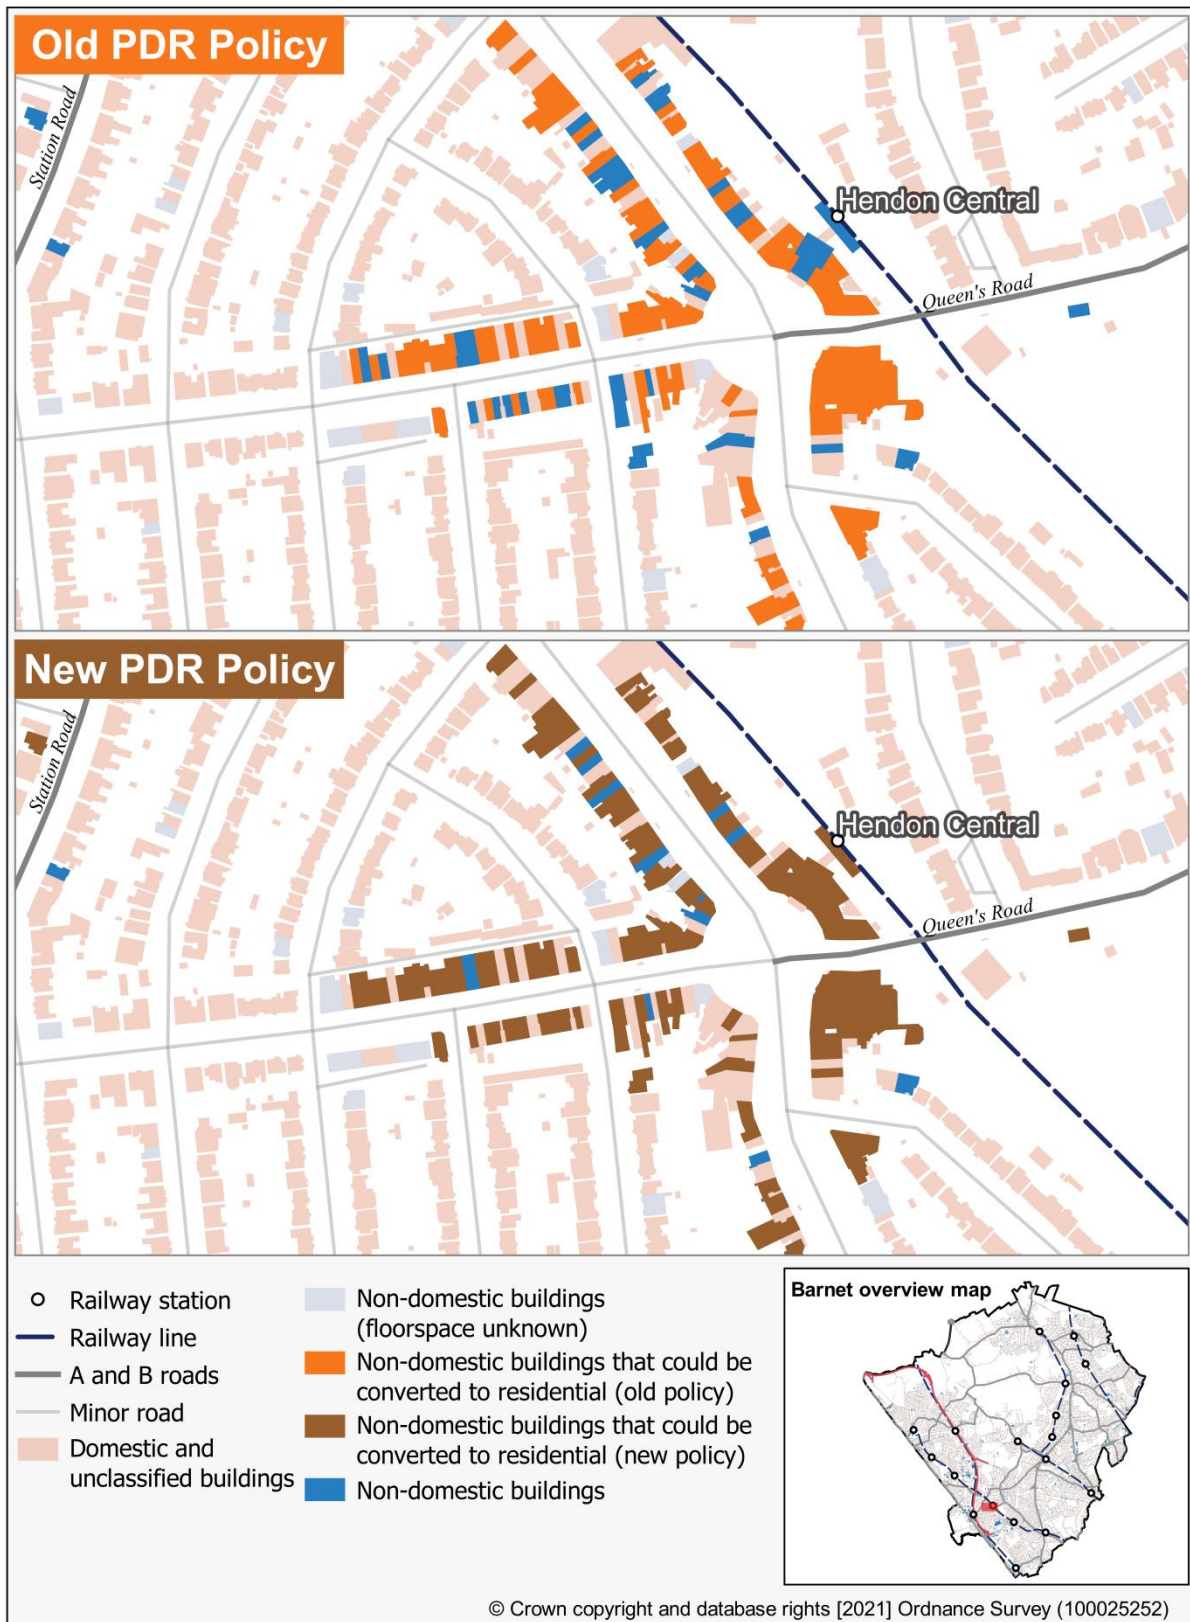 Old PDR Policy
Station Road
Hendon Central
Queen's Road
New PDR Policy
Station Road
Hendon Central
Queen's Road
Railway station
Railway line
A and B roads
Minor road
Domestic and
unclassified buildings
Non-domestic buildings
(floorspace unknown)
Non-domestic buildings that could be
converted to residential (old policy)
Non-domestic buildings that could be
converted to residential (new policy)
Non-domestic buildings
Barnet overview map
© Crown copyright and database rights [2021] Ordnance Survey (100025252)